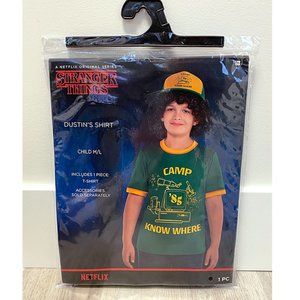 A NETFLIX ORIGINAL SERIES
STRANGER
THINGS
DUSTIN'S SHIRT
CHILD M/L
INCLUDES 1 PIECE:
T-SHIRT
ACCESSORIES
SOLD SEPARATELY
CAMP
'85
KNOW WHERE
NETFLIX
1 PC